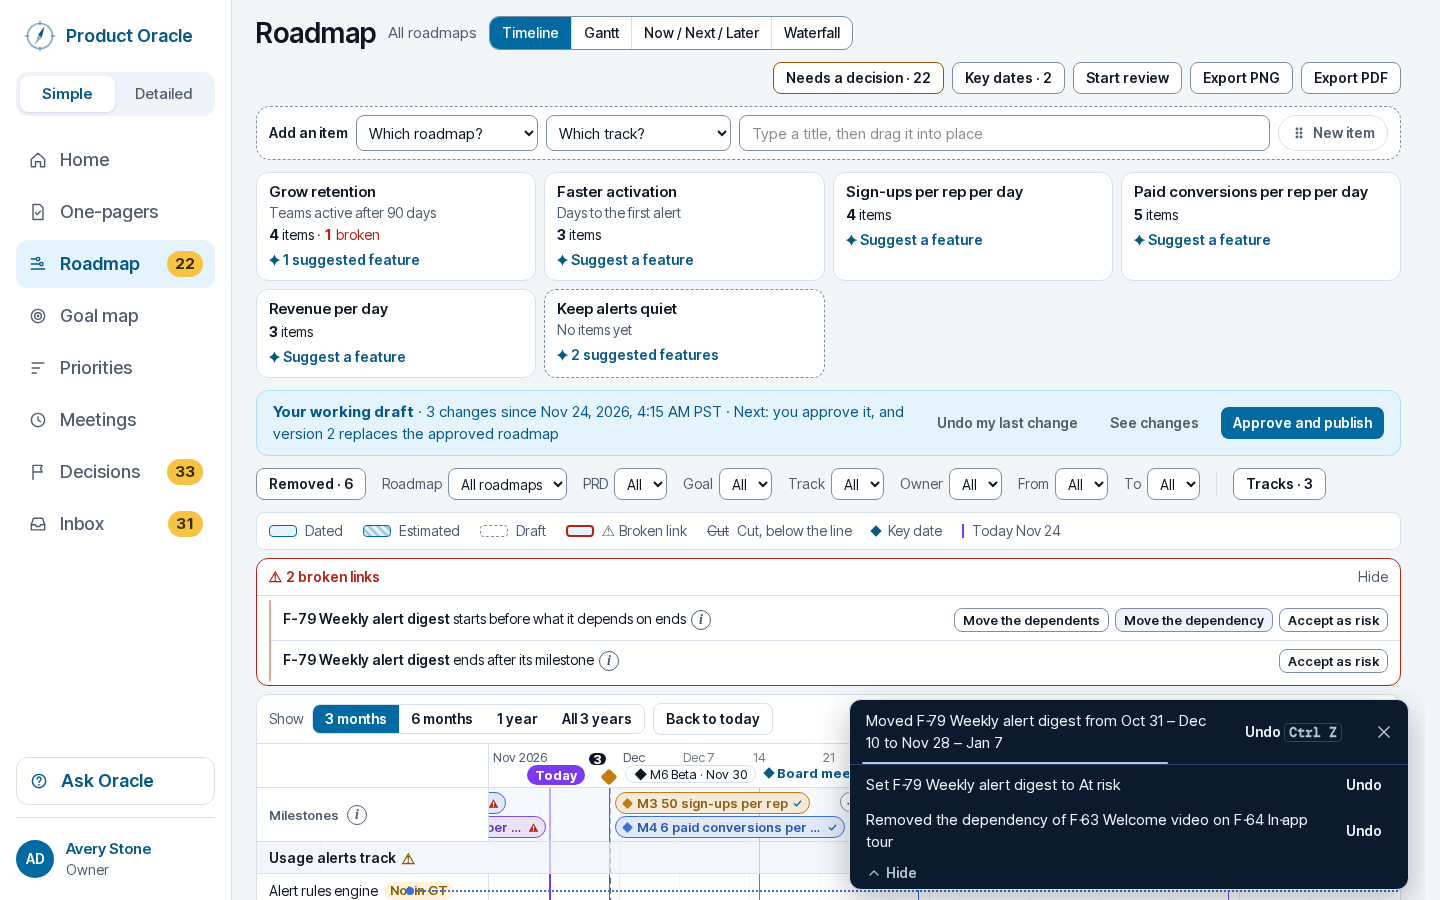 Product Oracle
Simple Detailed
Home
One-pagers
Roadmap 22
Goal map
Priorities
Meetings
Decisions 33
Inbox 31
Ask Oracle
AD Avery Stone
Owner
Roadmap All roadmaps Timeline Gantt Now / Next / Later Waterfall
Needs a decision · 22 Key dates · 2 Start review Export PNG Export PDF
Add an item Which roadmap? Which track? Type a title, then drag it into place New item
Grow retention
Teams active after 90 days
4 items · 1 broken
1 suggested feature
Faster activation
Days to the first alert
3 items
Suggest a feature
Sign-ups per rep per day
4 items
Suggest a feature
Paid conversions per rep per day
5 items
Suggest a feature
Revenue per day
3 items
Suggest a feature
Keep alerts quiet
No items yet
2 suggested features
Your working draft · 3 changes since Nov 24, 2026, 4:15 AM PST · Next: you approve it, and
version 2 replaces the approved roadmap
Undo my last change See changes Approve and publish
Removed · 6 Roadmap All roadmaps PRD All Goal All Track All Owner All From All To All Tracks · 3
Dated Estimated Draft ⚠ Broken link Cut Cut, below the line Key date Today Nov 24
⚠ 2 broken links Hide
F-79 Weekly alert digest starts before what it depends on ends i Move the dependents Move the dependency Accept as risk
F-79 Weekly alert digest ends after its milestone i Accept as risk
Show 3 months 6 months 1 year All 3 years Back to today
Nov 2026 3 Dec Dec 7 14 21
Today M6 Beta · Nov 30 Board mee
Milestones i
M3 50 sign-ups per rep ✓
per ... M4 6 paid conversions per ... ✓
Usage alerts track ⚠
Alert rules engine Not in GT
Moved F-79 Weekly alert digest from Oct 31 – Dec
10 to Nov 28 – Jan 7
Undo Ctrl Z
Set F-79 Weekly alert digest to At risk Undo
Removed the dependency of F-63 Welcome video on F-64 In-app
tour
Undo
Hide